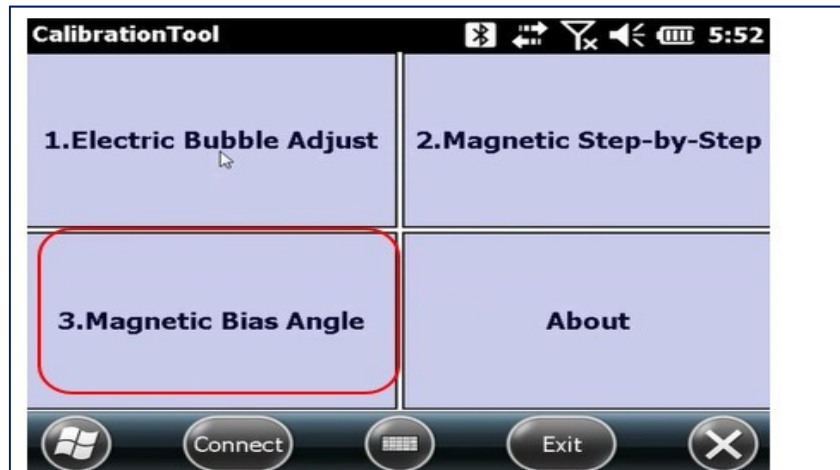 CalibrationTool 5:52
1.Electric Bubble Adjust
2.Magnetic Step-by-Step
3.Magnetic Bias Angle
About
Connect
Exit